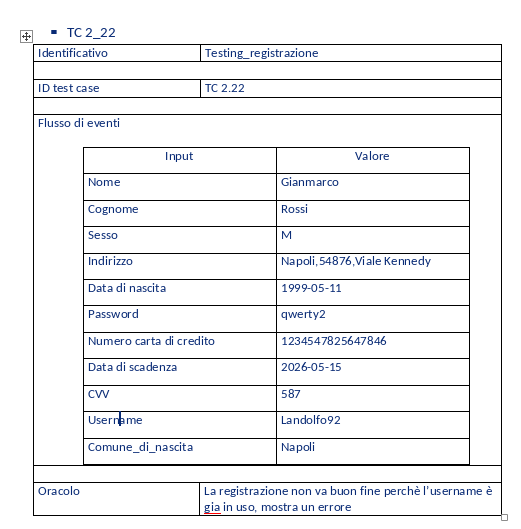 ▪ TC 2_22
Identificativo Testing_registrazione
ID test case TC 2.22
Flusso di eventi
Input Valore
Nome Gianmarco
Cognome Rossi
Sesso M
Indirizzo Napoli,54876,Viale Kennedy
Data di nascita 1999-05-11
Password qwerty2
Numero carta di credito 1234547825647846
Data di scadenza 2026-05-15
CVV 587
Username Landolfo92
Comune_di_nascita Napoli
Oracolo La registrazione non va buon fine perchè l'username è
gia in uso, mostra un errore